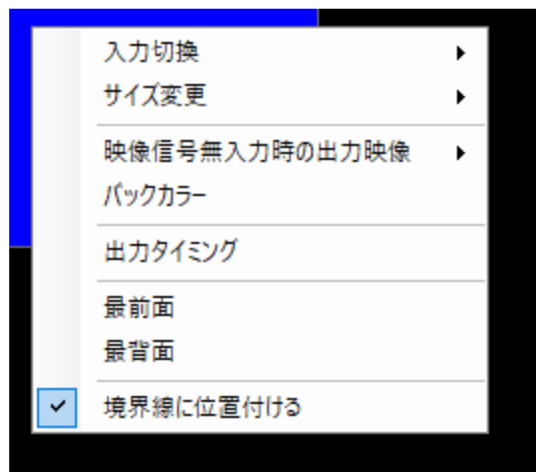 入力切換
サイズ変更
映像信号無入力時の出力映像
バックカラー
出力タイミング
最前面
最背面
境界線に位置付ける